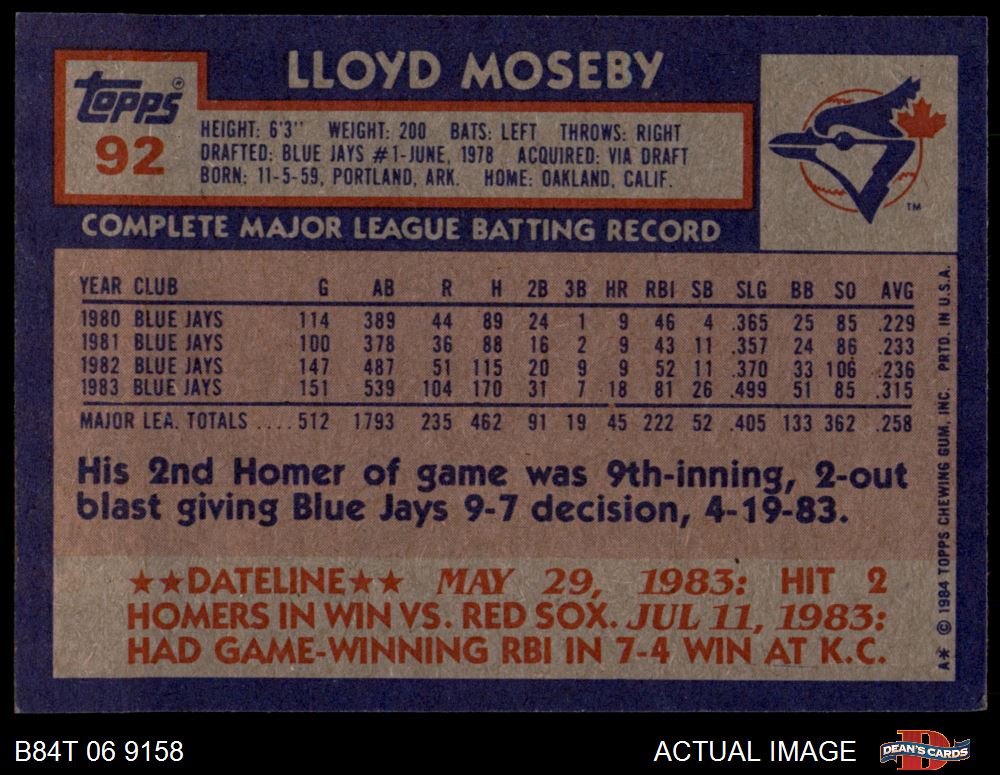 LLOYD MOSEBY
TOPPS ®
92
HEIGHT: 6'3" WEIGHT: 200 BATS: LEFT THROWS: RIGHT
DRAFTED: BLUE JAYS #1-JUNE, 1978 ACQUIRED: VIA DRAFT
BORN: 11-5-59, PORTLAND, ARK. HOME: OAKLAND, CALIF.
TM
COMPLETE MAJOR LEAGUE BATTING RECORD
YEAR CLUB G AB R H 2B 3B HR RBI SB SLG BB SO AVG
1980 BLUE JAYS 114 389 44 89 24 1 9 46 4 .365 25 85 .229
1981 BLUE JAYS 100 378 36 88 16 2 9 43 11 .357 24 86 .233
1982 BLUE JAYS 147 487 51 115 20 9 9 52 11 .370 33 106 .236
1983 BLUE JAYS 151 539 104 170 31 7 18 81 26 .499 51 85 .315
MAJOR LEA. TOTALS .... 512 1793 235 462 91 19 45 222 52 .405 133 362 .258
His 2nd Homer of game was 9th-inning, 2-out
blast giving Blue Jays 9-7 decision, 4-19-83.
★★DATELINE★★ MAY 29, 1983: HIT 2
HOMERS IN WIN VS. RED SOX. JUL 11, 1983:
HAD GAME-WINNING RBI IN 7-4 WIN AT K.C.
A* © 1984 TOPPS CHEWING GUM, INC. PRTD. IN U.S.A.
B84T 06 9158
ACTUAL IMAGE
D
DEAN'S CARDS